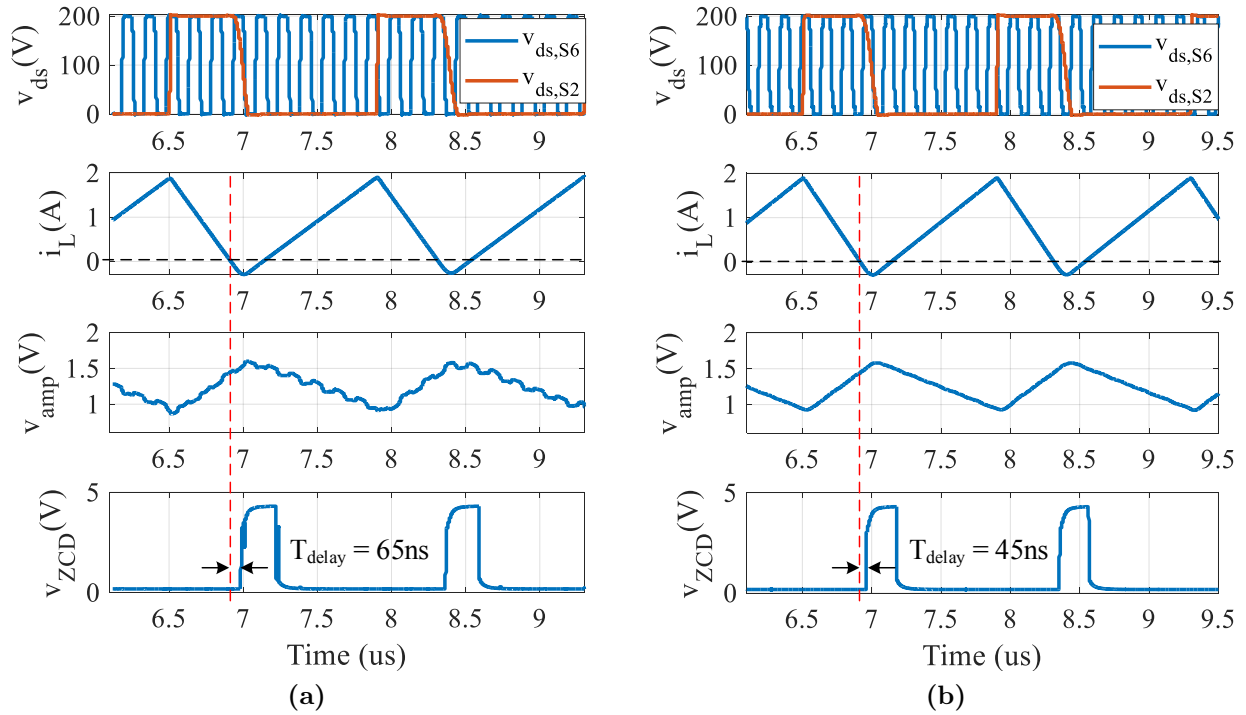 v_ds(V)
200
100
0
v_ds,S6
v_ds,S2
6.5 7 7.5 8 8.5 9
i_L(A)
2
1
0
6.5 7 7.5 8 8.5 9
v_amp(V)
2
1.5
1
6.5 7 7.5 8 8.5 9
v_ZCD(V)
5
0
T_delay = 65ns
6.5 7 7.5 8 8.5 9
Time (us)
(a)
v_ds(V)
200
100
0
v_ds,S6
v_ds,S2
6.5 7 7.5 8 8.5 9 9.5
i_L(A)
2
1
0
6.5 7 7.5 8 8.5 9 9.5
v_amp(V)
2
1.5
1
6.5 7 7.5 8 8.5 9 9.5
v_ZCD(V)
5
0
T_delay = 45ns
6.5 7 7.5 8 8.5 9 9.5
Time (us)
(b)